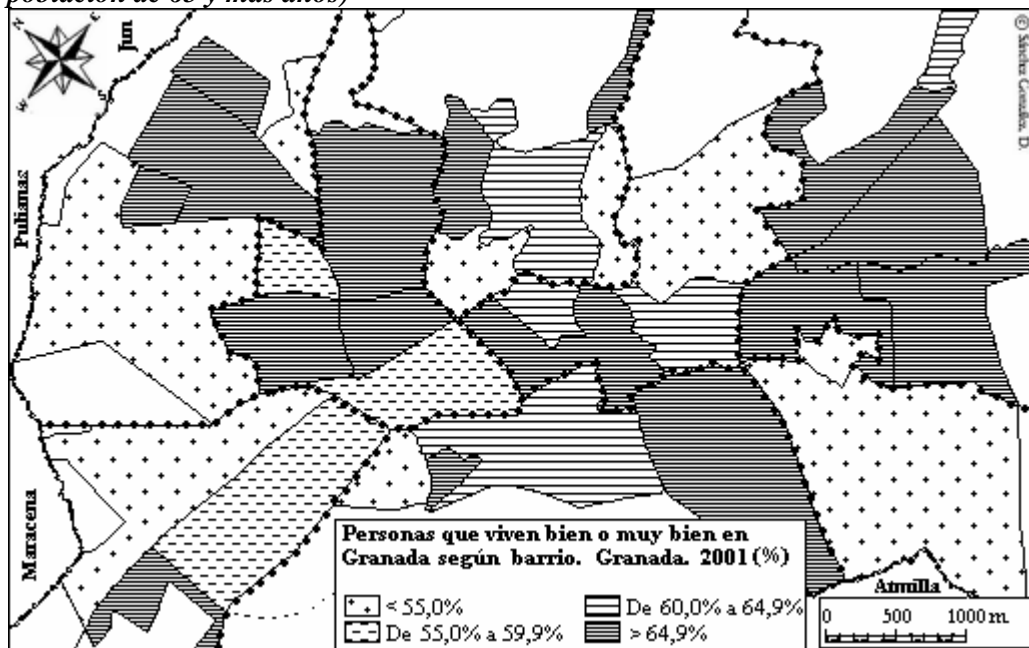 población de 65 y más años)
N
E
W
S
Jun
© Sánchez González, D.
Pulianas
Maracena
Personas que viven bien o muy bien en
Granada según barrio. Granada. 2001 (%)
< 55,0%
De 55,0% a 59,9%
De 60,0% a 64,9%
> 64,9%
Armilla
0 500 1000 m.